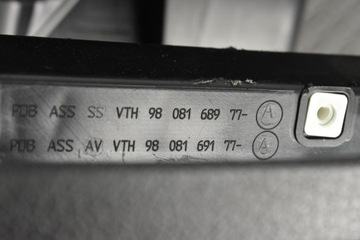 PDB ASS SS VTH 98 081 689 77- A
PDB ASS AV VTH 98 081 691 77-